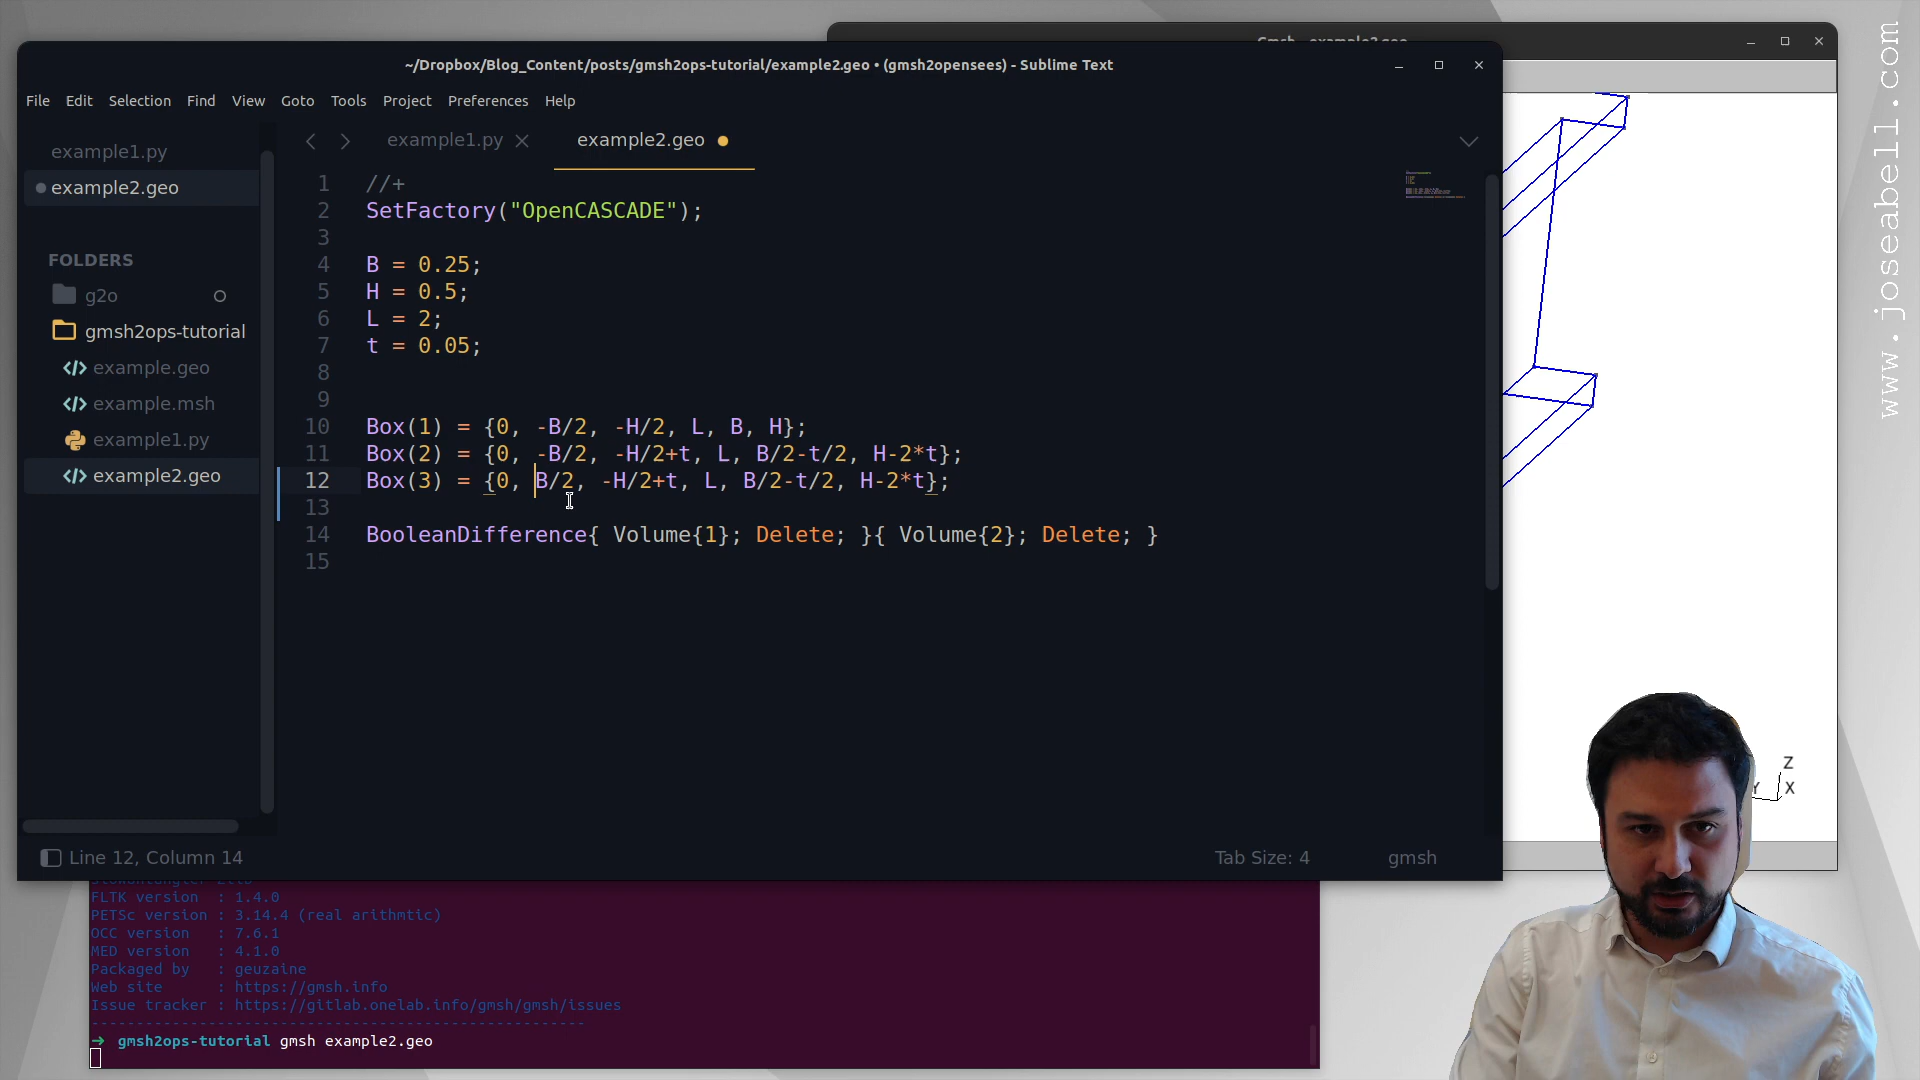 Gmsh - example2.geo
~/Dropbox/Blog_Content/posts/gmsh2ops-tutorial/example2.geo • (gmsh2opensees) - Sublime Text
File Edit Selection Find View Goto Tools Project Preferences Help
example1.py
example2.geo
FOLDERS
g2o
gmsh2ops-tutorial
example.geo
example.msh
example1.py
example2.geo
example1.py example2.geo
1 //+
2 SetFactory("OpenCASCADE");
3
4 B = 0.25;
5 H = 0.5;
6 L = 2;
7 t = 0.05;
8
9
10 Box(1) = {0, -B/2, -H/2, L, B, H};
11 Box(2) = {0, -B/2, -H/2+t, L, B/2-t/2, H-2*t};
12 Box(3) = {0, B/2, -H/2+t, L, B/2-t/2, H-2*t};
13
14 BooleanDifference{ Volume{1}; Delete; }{ Volume{2}; Delete; }
15
Line 12, Column 14 Tab Size: 4 gmsh
FLTK version : 1.4.0
PETSc version : 3.14.4 (real arithmtic)
OCC version : 7.6.1
MED version : 4.1.0
Packaged by : geuzaine
Web site : https://gmsh.info
Issue tracker : https://gitlab.onelab.info/gmsh/gmsh/issues
-------------------------------------------------------
➜ gmsh2ops-tutorial gmsh example2.geo
Z
Y X
www.joseabell.com